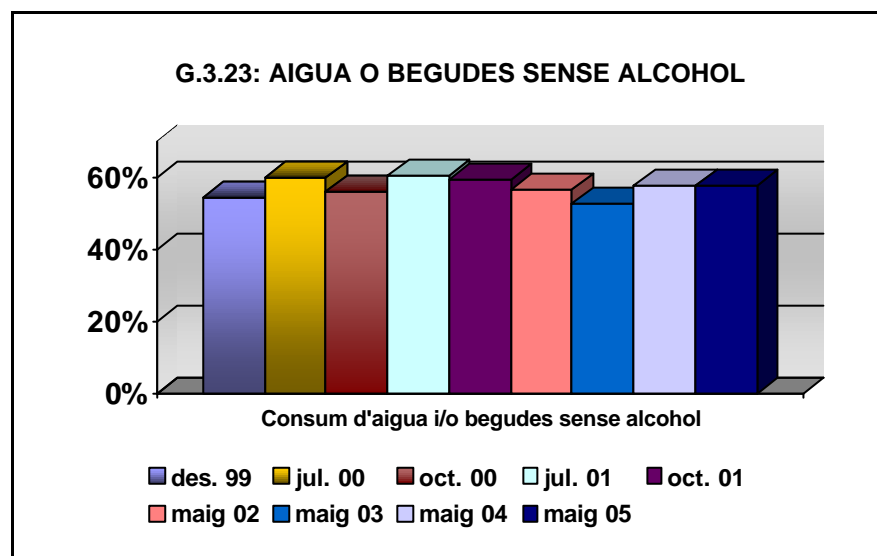 G.3.23: AIGUA O BEGUDES SENSE ALCOHOL
60%
40%
20%
0%
Consum d'aigua i/o begudes sense alcohol
des. 99 jul. 00 oct. 00 jul. 01 oct. 01
maig 02 maig 03 maig 04 maig 05